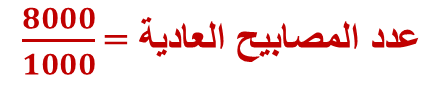 عدد المصابيح العادية = 8000/1000